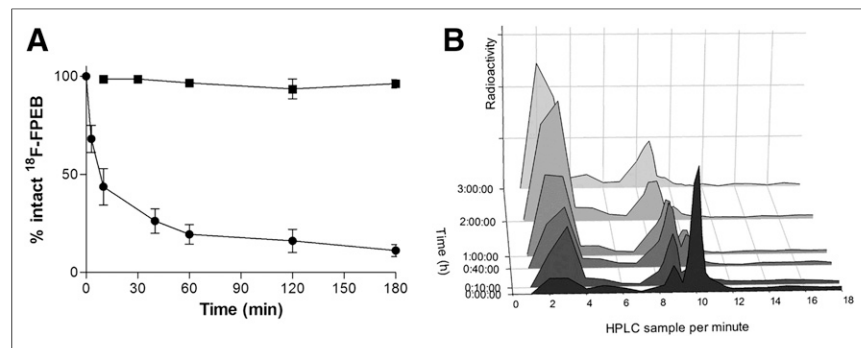 A
% intact ¹⁸F-FPEB
100
50
0
0 30 60 90 120 150 180
Time (min)
B
Radioactivity
3:00:00
2:00:00
1:00:00
0:40:00
0:10:00
0:00:00
Time (h)
0 2 4 6 8 10 12 14 16 18
HPLC sample per minute